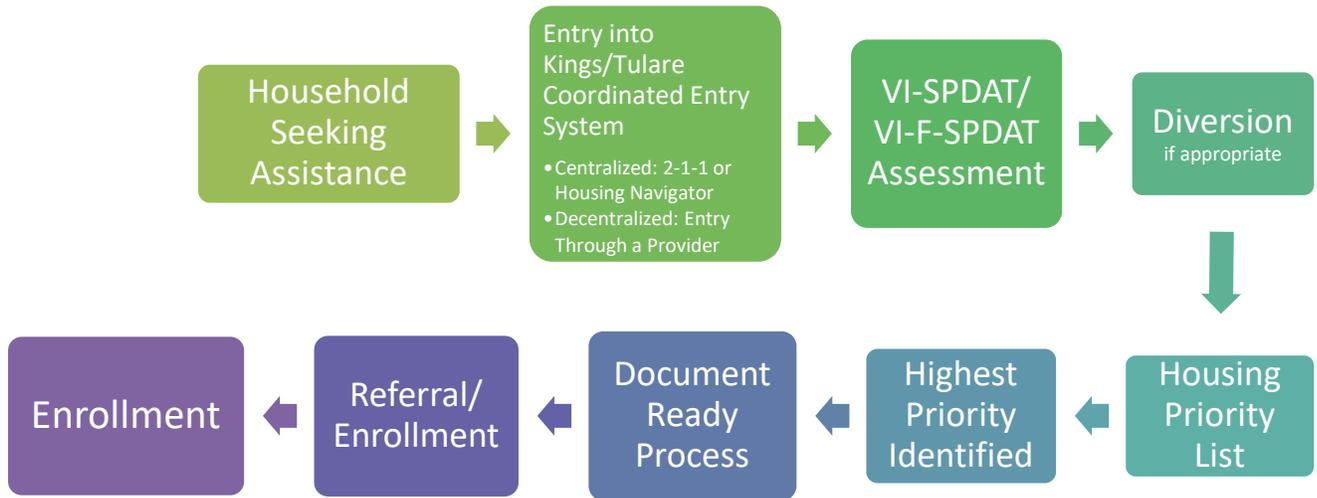 Household
Seeking
Assistance
Entry into
Kings/Tulare
Coordinated Entry
System
•Centralized: 2-1-1 or
Housing Navigator
•Decentralized: Entry
Through a Provider
VI-SPDAT/
VI-F-SPDAT
Assessment
Diversion
if appropriate
Housing
Priority
List
Highest
Priority
Identified
Document
Ready
Process
Referral/
Enrollment
Enrollment